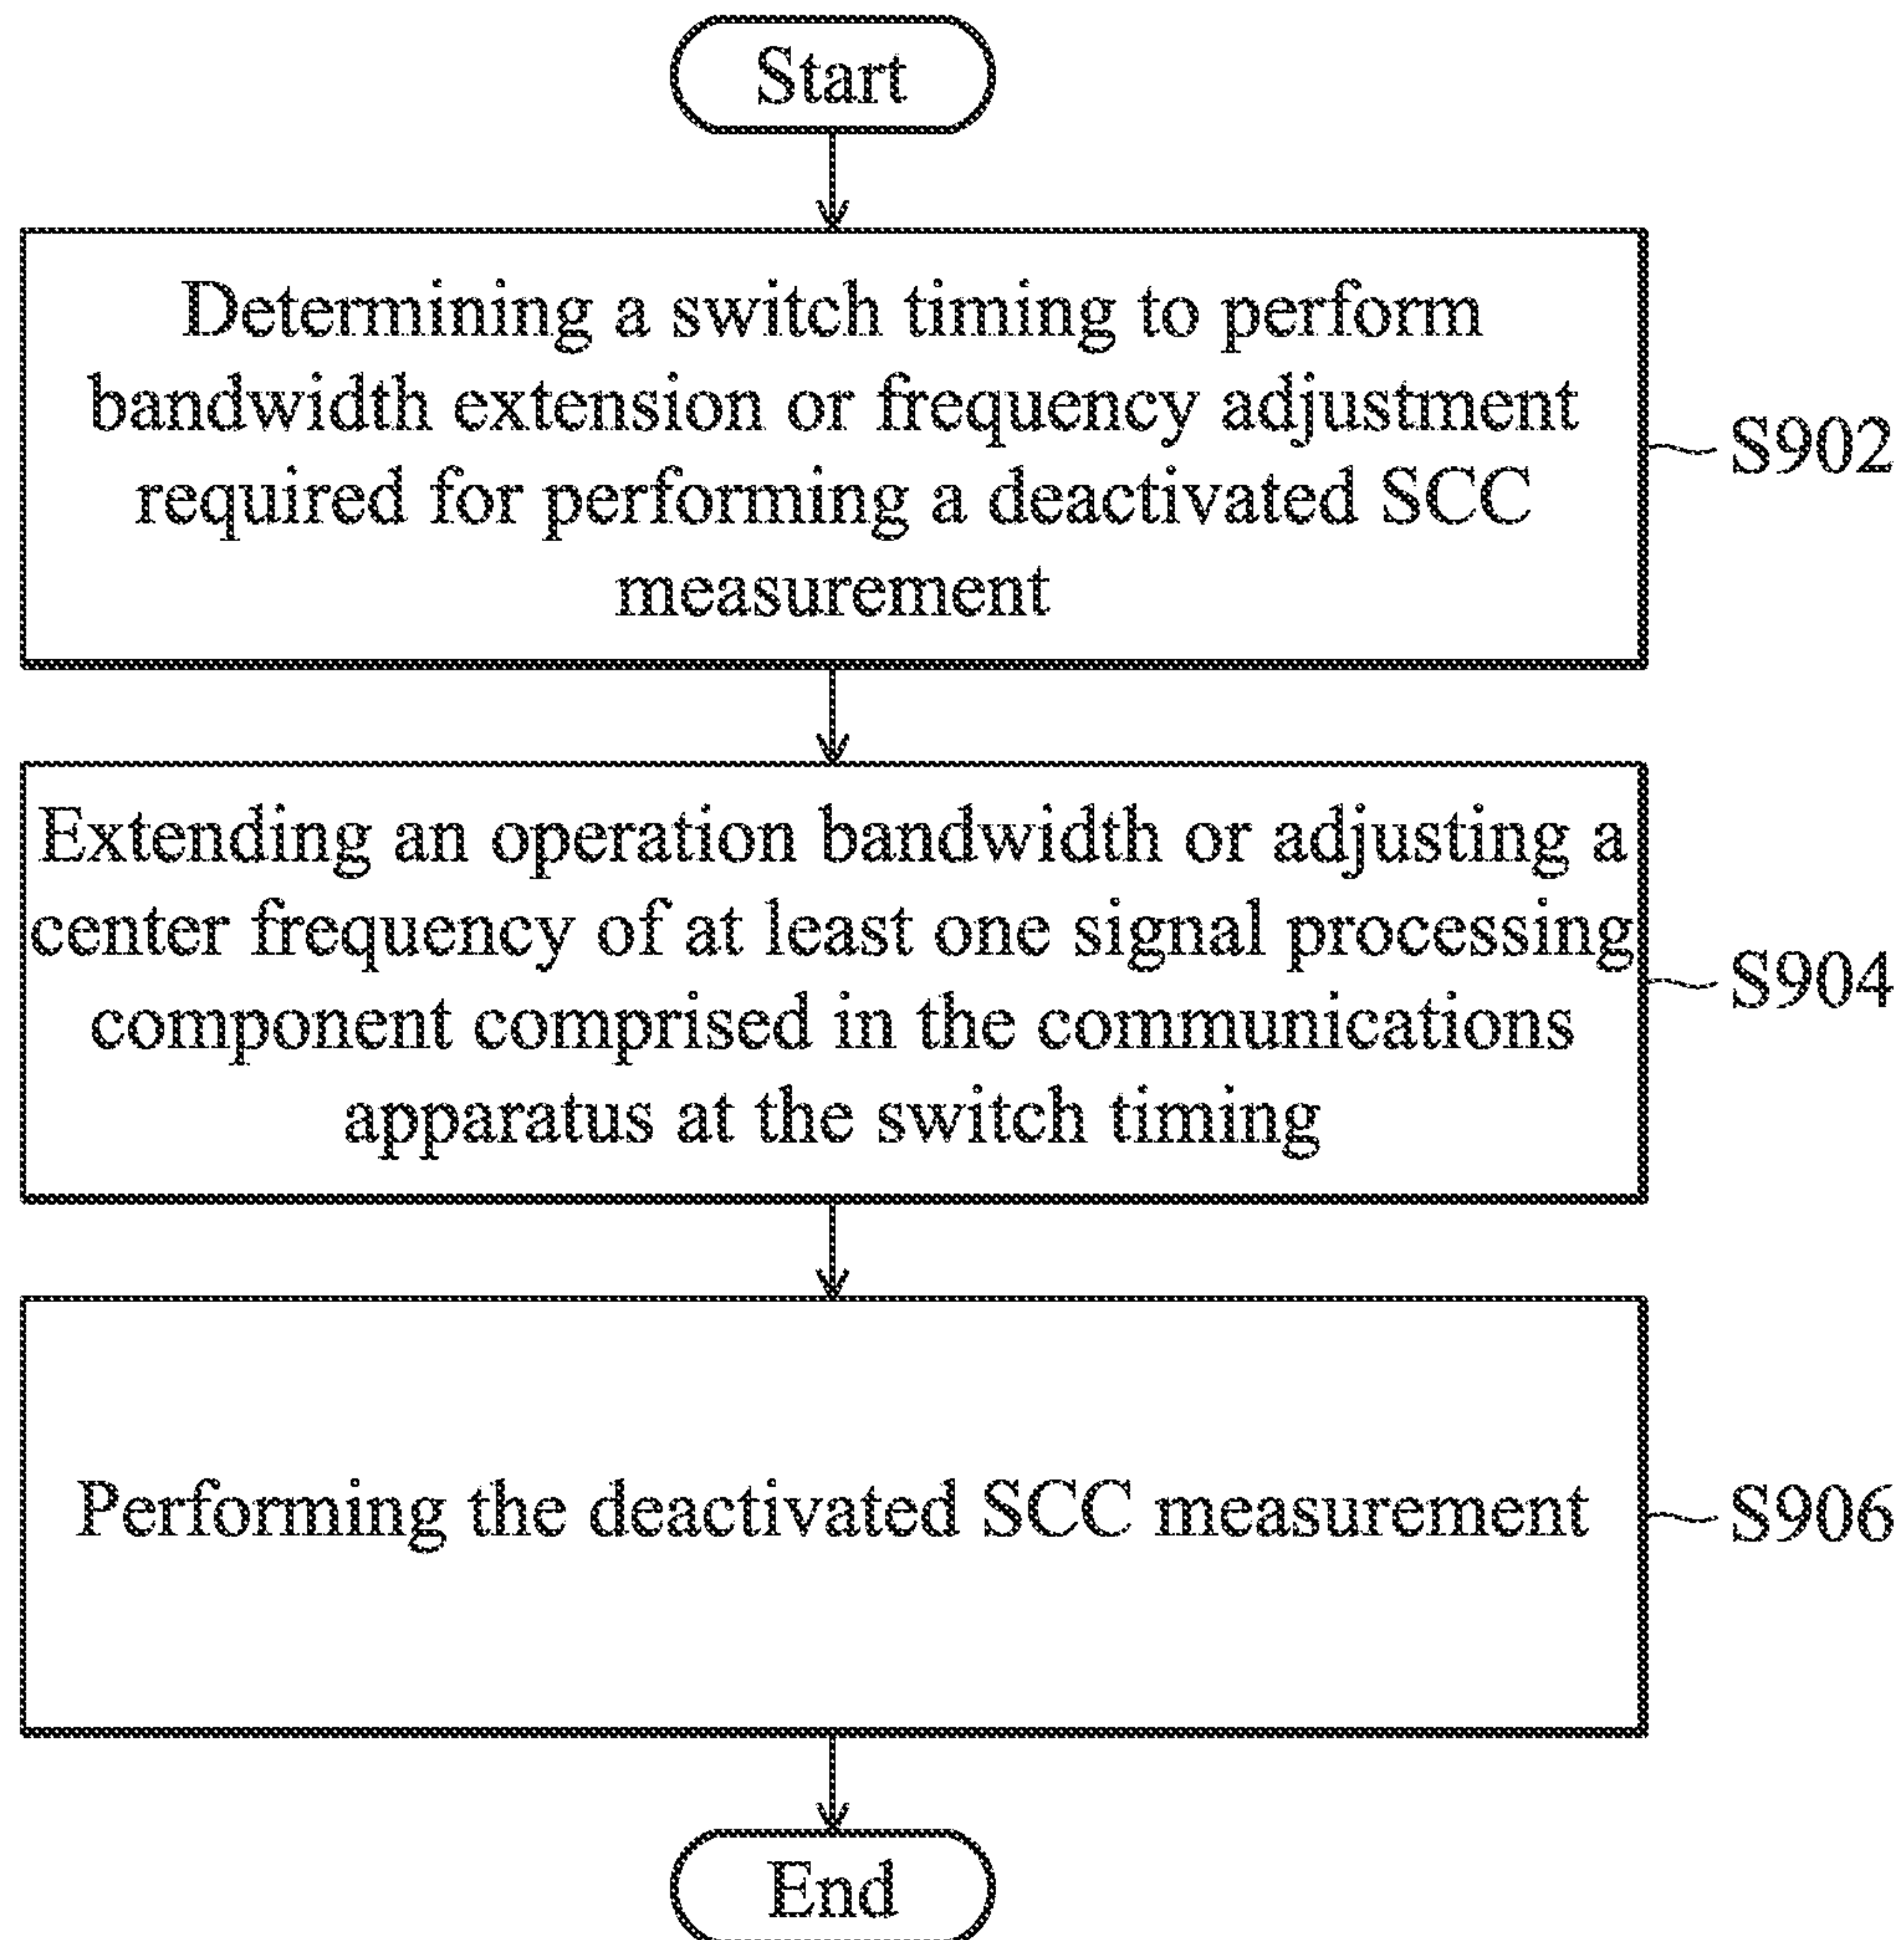 Start
Determining a switch timing to perform
bandwidth extension or frequency adjustment
required for performing a deactivated SCC
measurement
S902
Extending an operation bandwidth or adjusting a
center frequency of at least one signal processing
component comprised in the communications
apparatus at the switch timing
S904
Performing the deactivated SCC measurement
S906
End